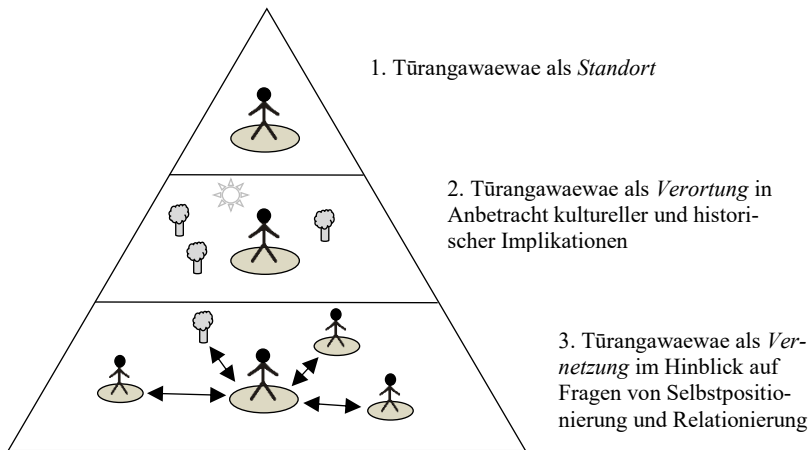 1. Tūrangawaewae als Standort
2. Tūrangawaewae als Verortung in
Anbetracht kultureller und histori-
scher Implikationen
3. Tūrangawaewae als Ver-
netzung im Hinblick auf
Fragen von Selbstpositio-
nierung und Relationierung